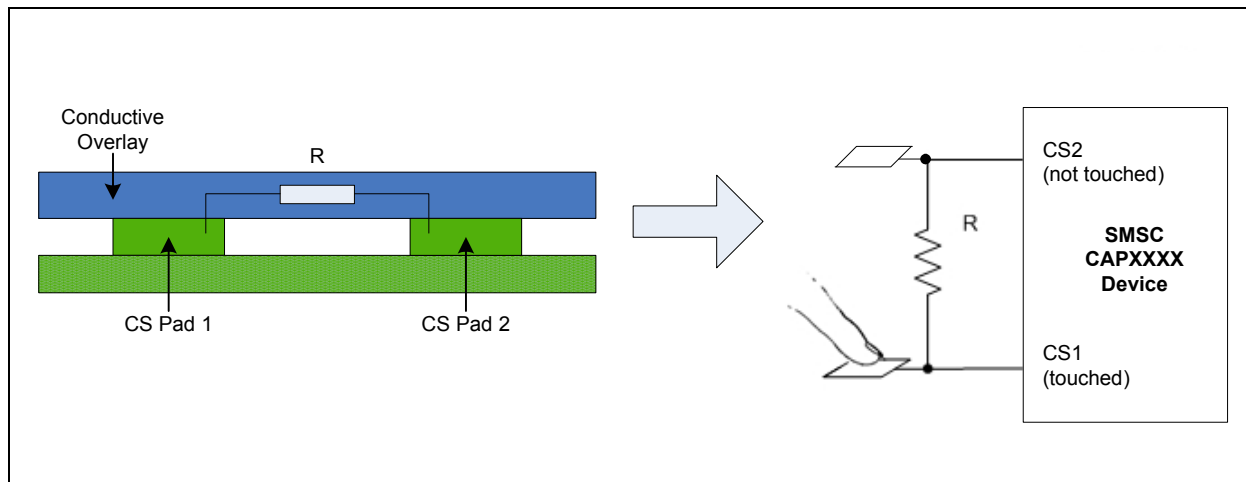 Conductive
Overlay
R
CS Pad 1
CS Pad 2
CS2
(not touched)
R
SMSC
CAPXXXX
Device
CS1
(touched)